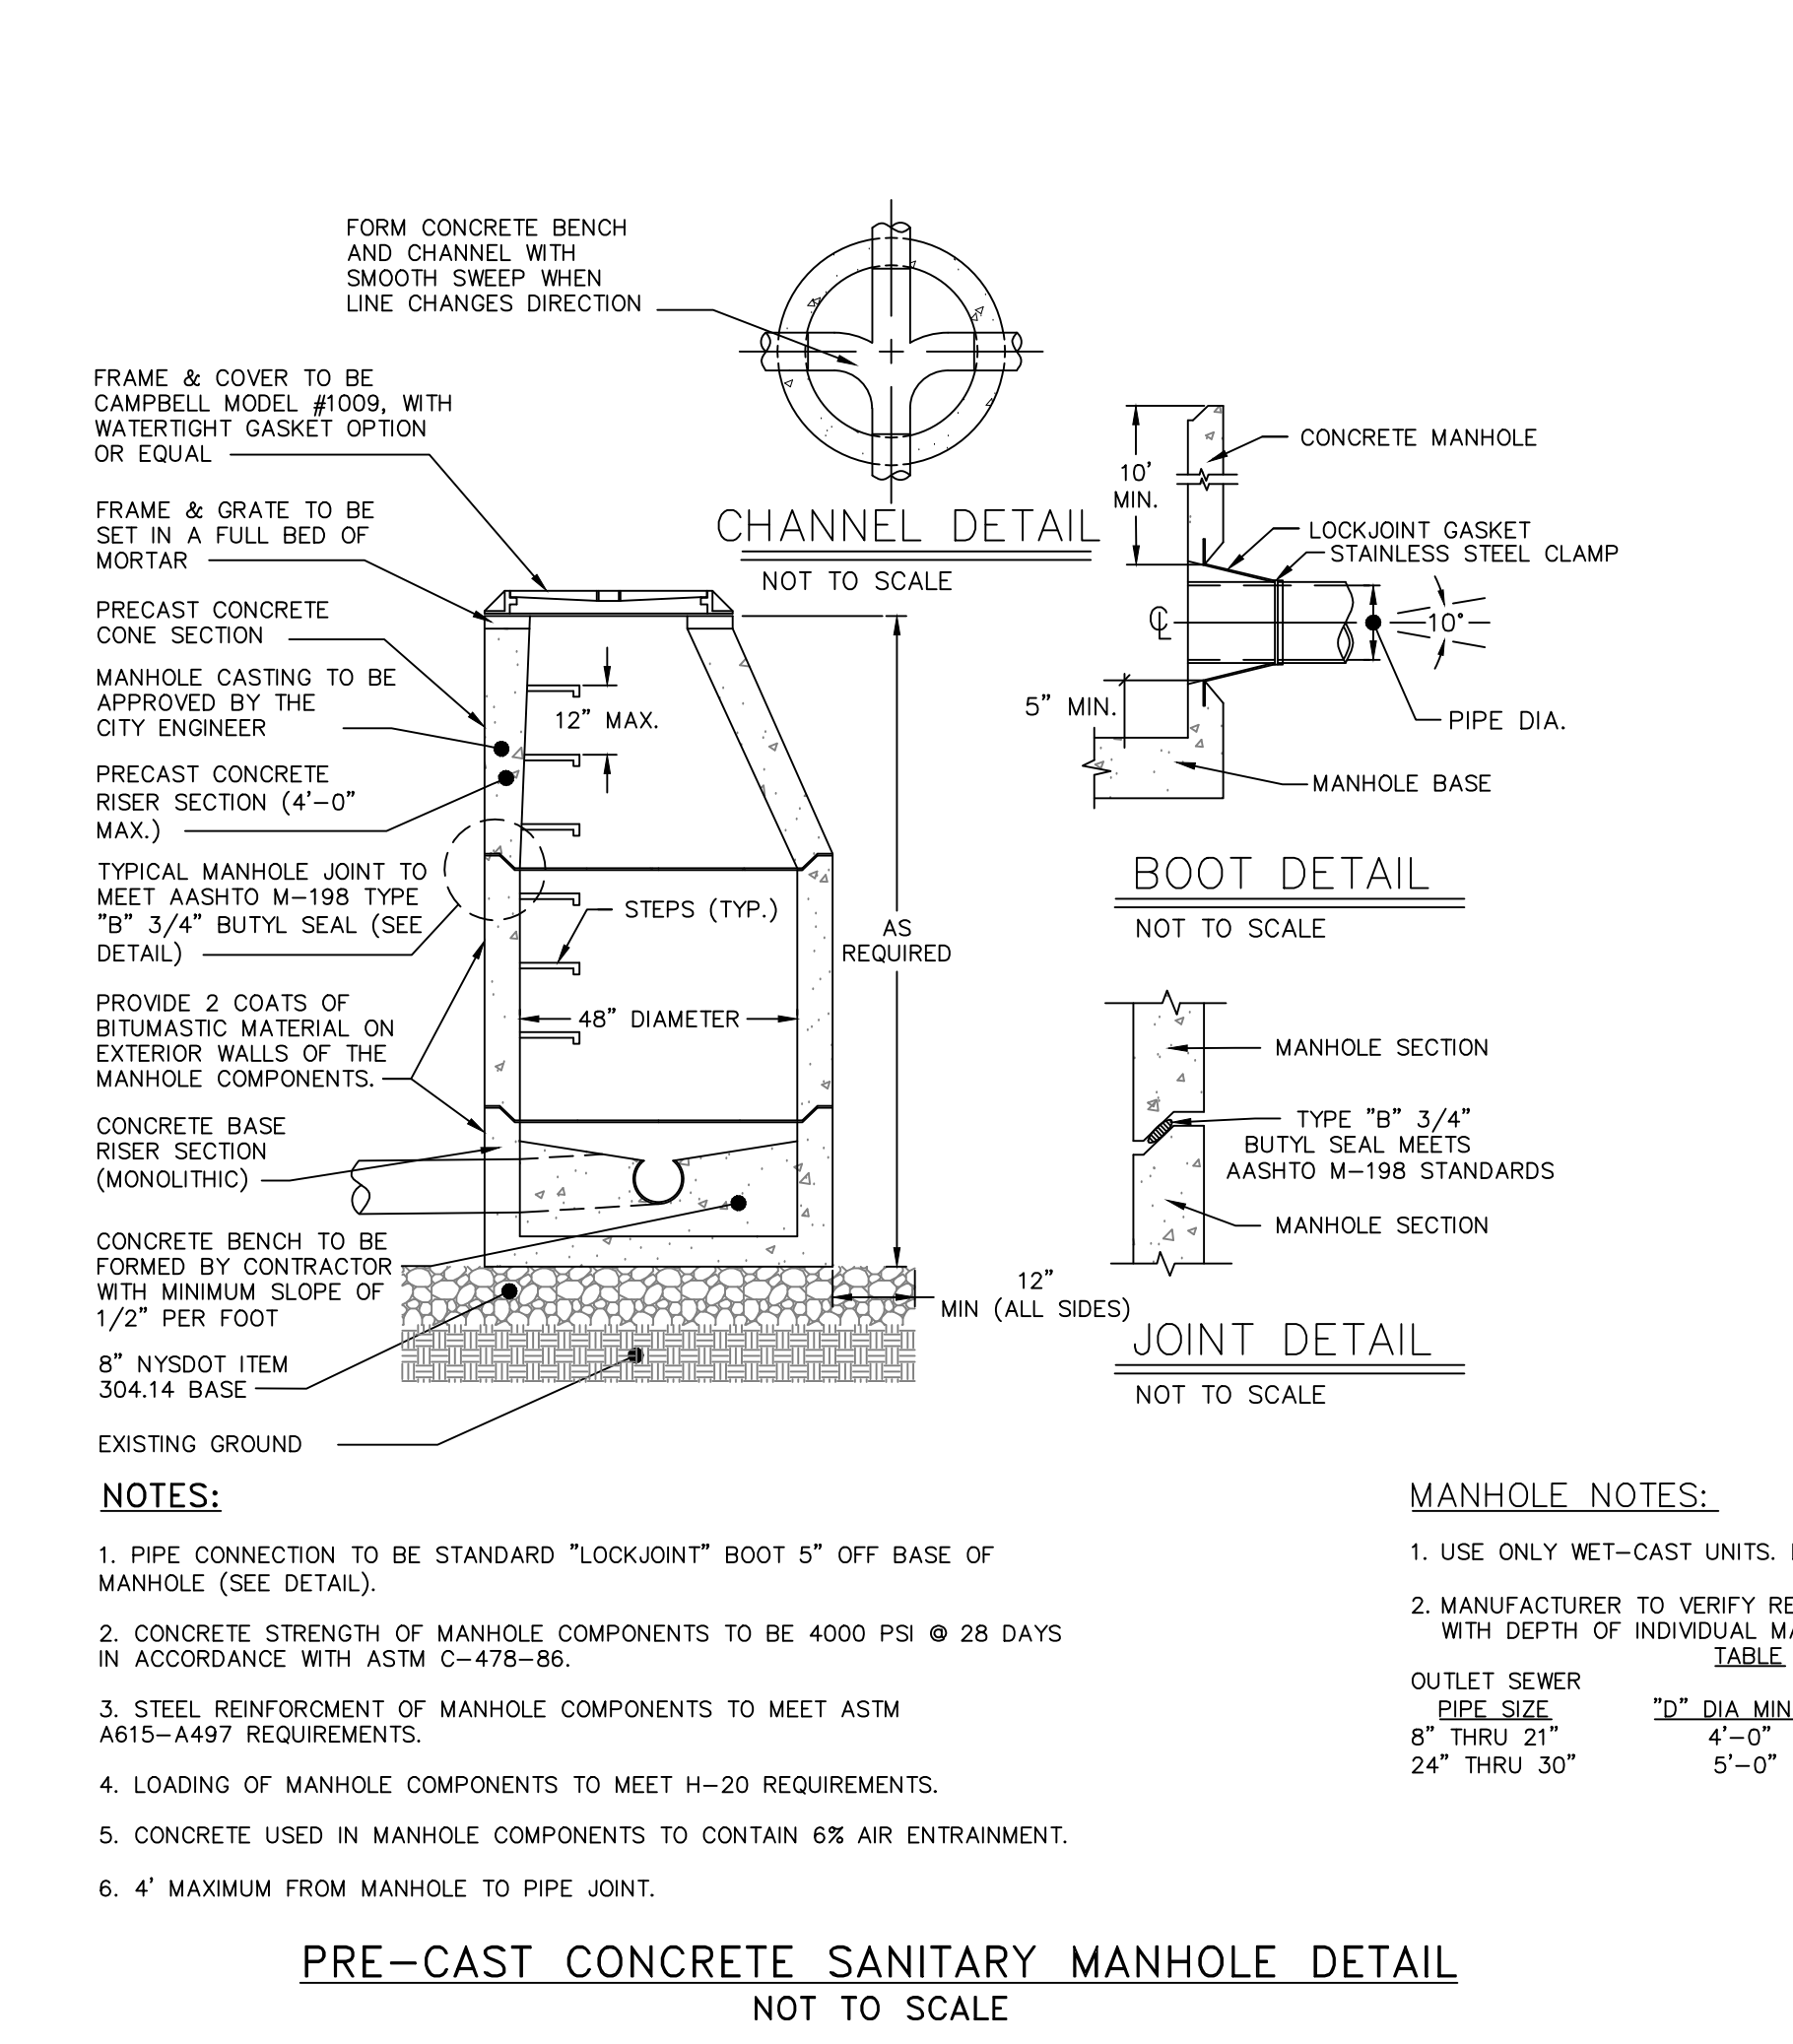 FORM CONCRETE BENCH
AND CHANNEL WITH
SMOOTH SWEEP WHEN
LINE CHANGES DIRECTION
FRAME & COVER TO BE
CAMPBELL MODEL #1009, WITH
WATERTIGHT GASKET OPTION
OR EQUAL
FRAME & GRATE TO BE
SET IN A FULL BED OF
MORTAR
PRECAST CONCRETE
CONE SECTION
MANHOLE CASTING TO BE
APPROVED BY THE
CITY ENGINEER
PRECAST CONCRETE
RISER SECTION (4'-0"
MAX.)
TYPICAL MANHOLE JOINT TO
MEET AASHTO M-198 TYPE
"B" 3/4" BUTYL SEAL (SEE
DETAIL)
PROVIDE 2 COATS OF
BITUMASTIC MATERIAL ON
EXTERIOR WALLS OF THE
MANHOLE COMPONENTS.
CONCRETE BASE
RISER SECTION
(MONOLITHIC)
CONCRETE BENCH TO BE
FORMED BY CONTRACTOR
WITH MINIMUM SLOPE OF
1/2" PER FOOT
8" NYSDOT ITEM
304.14 BASE
EXISTING GROUND
12" MAX.
STEPS (TYP.)
48" DIAMETER
AS
REQUIRED
12"
MIN (ALL SIDES)
CHANNEL DETAIL
NOT TO SCALE
10'
MIN.
CONCRETE MANHOLE
LOCKJOINT GASKET
STAINLESS STEEL CLAMP
CL
10°
5" MIN.
PIPE DIA.
MANHOLE BASE
BOOT DETAIL
NOT TO SCALE
MANHOLE SECTION
TYPE "B" 3/4"
BUTYL SEAL MEETS
AASHTO M-198 STANDARDS
MANHOLE SECTION
JOINT DETAIL
NOT TO SCALE
NOTES:
1. PIPE CONNECTION TO BE STANDARD "LOCKJOINT" BOOT 5" OFF BASE OF
MANHOLE (SEE DETAIL).
2. CONCRETE STRENGTH OF MANHOLE COMPONENTS TO BE 4000 PSI @ 28 DAYS
IN ACCORDANCE WITH ASTM C-478-86.
3. STEEL REINFORCMENT OF MANHOLE COMPONENTS TO MEET ASTM
A615-A497 REQUIREMENTS.
4. LOADING OF MANHOLE COMPONENTS TO MEET H-20 REQUIREMENTS.
5. CONCRETE USED IN MANHOLE COMPONENTS TO CONTAIN 6% AIR ENTRAINMENT.
6. 4' MAXIMUM FROM MANHOLE TO PIPE JOINT.
MANHOLE NOTES:
1. USE ONLY WET-CAST UNITS.
2. MANUFACTURER TO VERIFY
WITH DEPTH OF INDIVIDUAL
TABLE
OUTLET SEWER
PIPE SIZE "D" DIA MIN
8" THRU 21" 4'-0"
24" THRU 30" 5'-0"
PRE-CAST CONCRETE SANITARY MANHOLE DETAIL
NOT TO SCALE